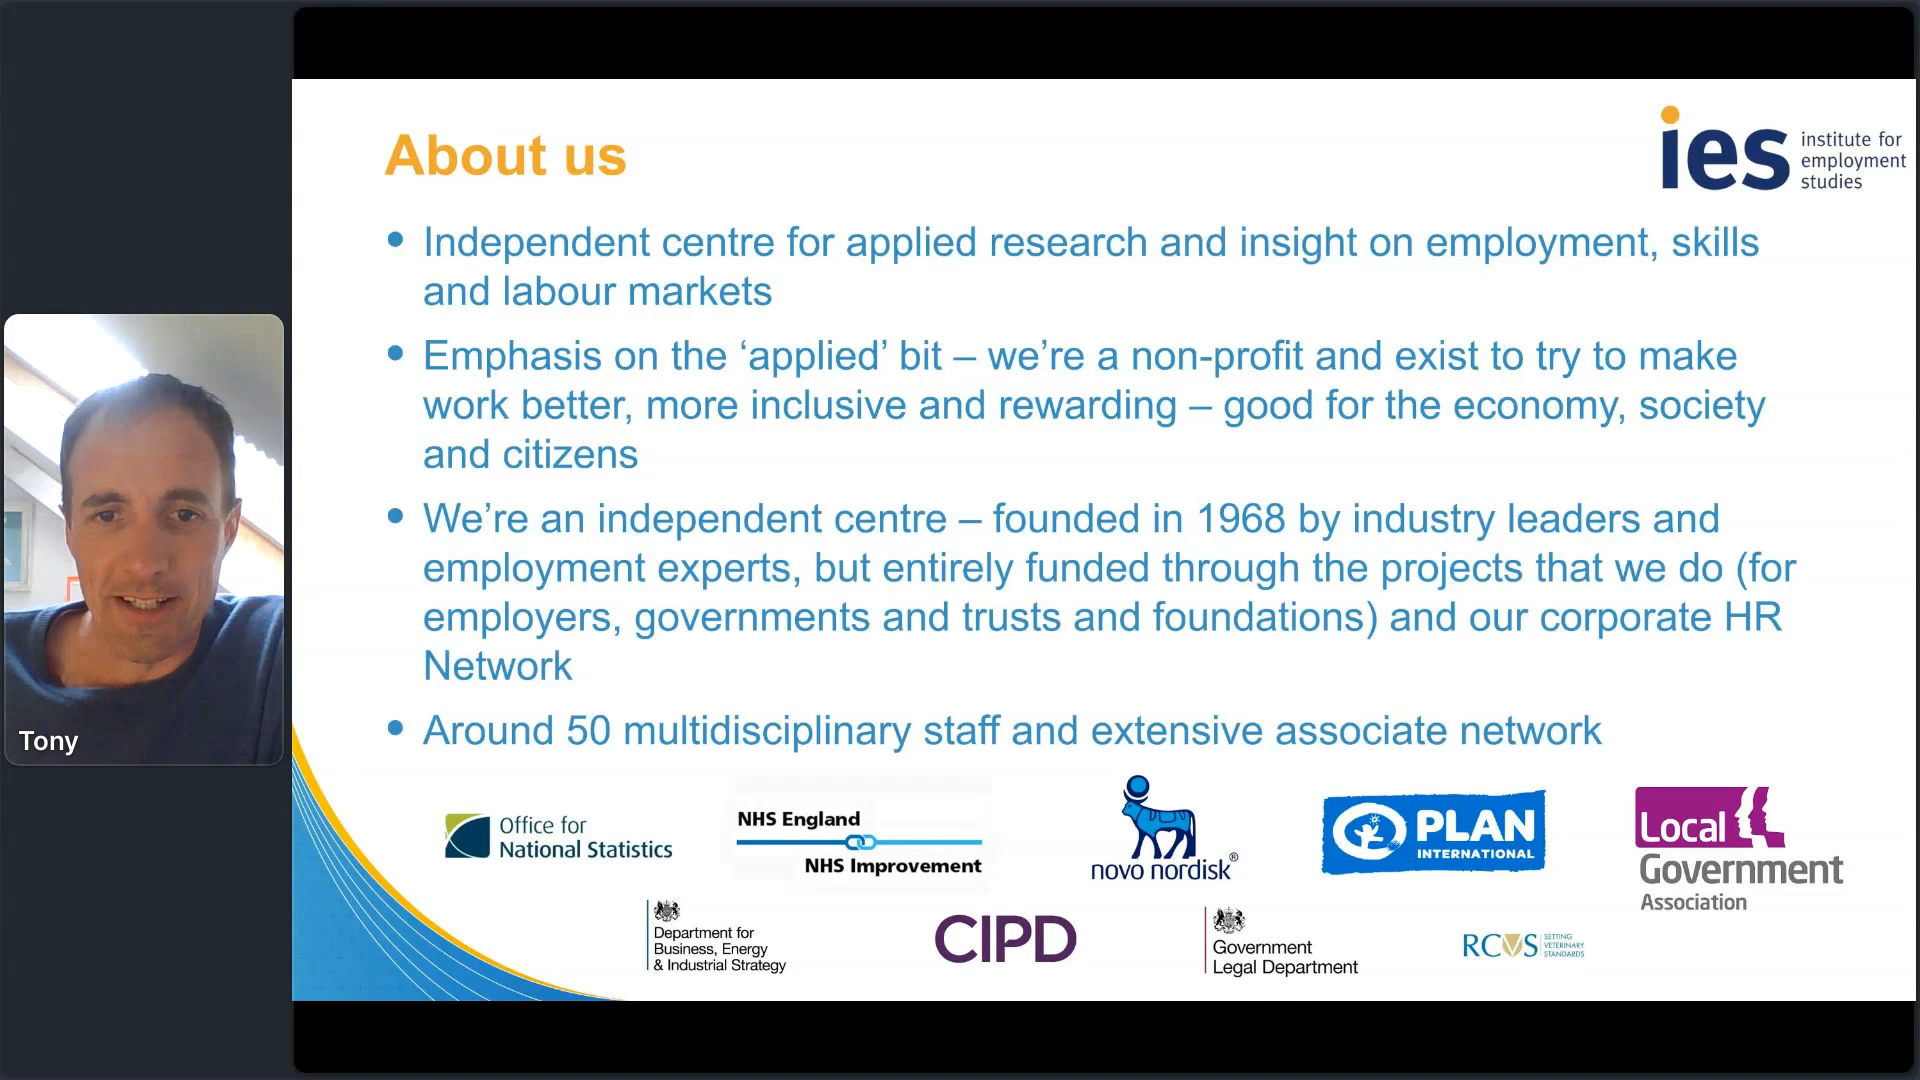 About us
ies institute for
employment
studies
• Independent centre for applied research and insight on employment, skills
and labour markets
• Emphasis on the ‘applied’ bit – we’re a non-profit and exist to try to make
work better, more inclusive and rewarding – good for the economy, society
and citizens
• We’re an independent centre – founded in 1968 by industry leaders and
employment experts, but entirely funded through the projects that we do (for
employers, governments and trusts and foundations) and our corporate HR
Network
• Around 50 multidisciplinary staff and extensive associate network
Tony
Office for
National Statistics
NHS England
NHS Improvement
novo nordisk®
PLAN
INTERNATIONAL
Local
Government
Association
Department for
Business, Energy
& Industrial Strategy
CIPD
Government
Legal Department
RCVS
SETTING
VETERINARY
STANDARDS